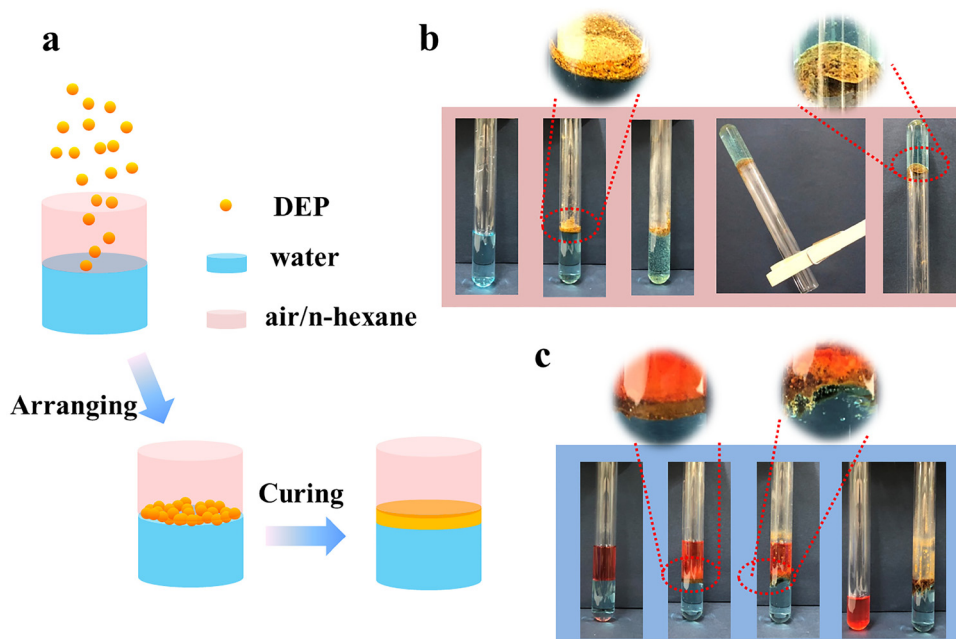 a
DEP
water
air/n-hexane
Arranging
Curing
b
c